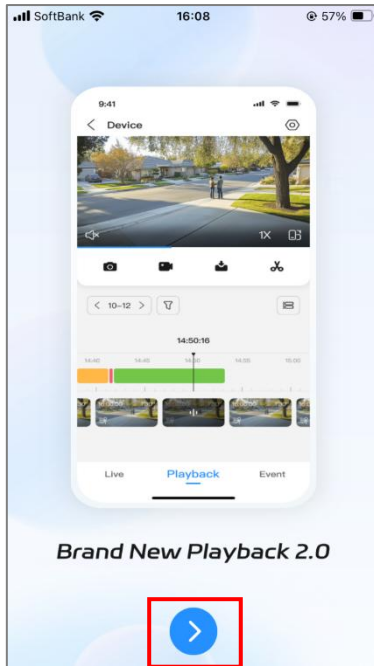 SoftBank 16:08 57%
9:41
Device
1X
10-12
14:50:16
14:40 14:40 14:50 14:55 15:00
Live Playback Event
Brand New Playback 2.0